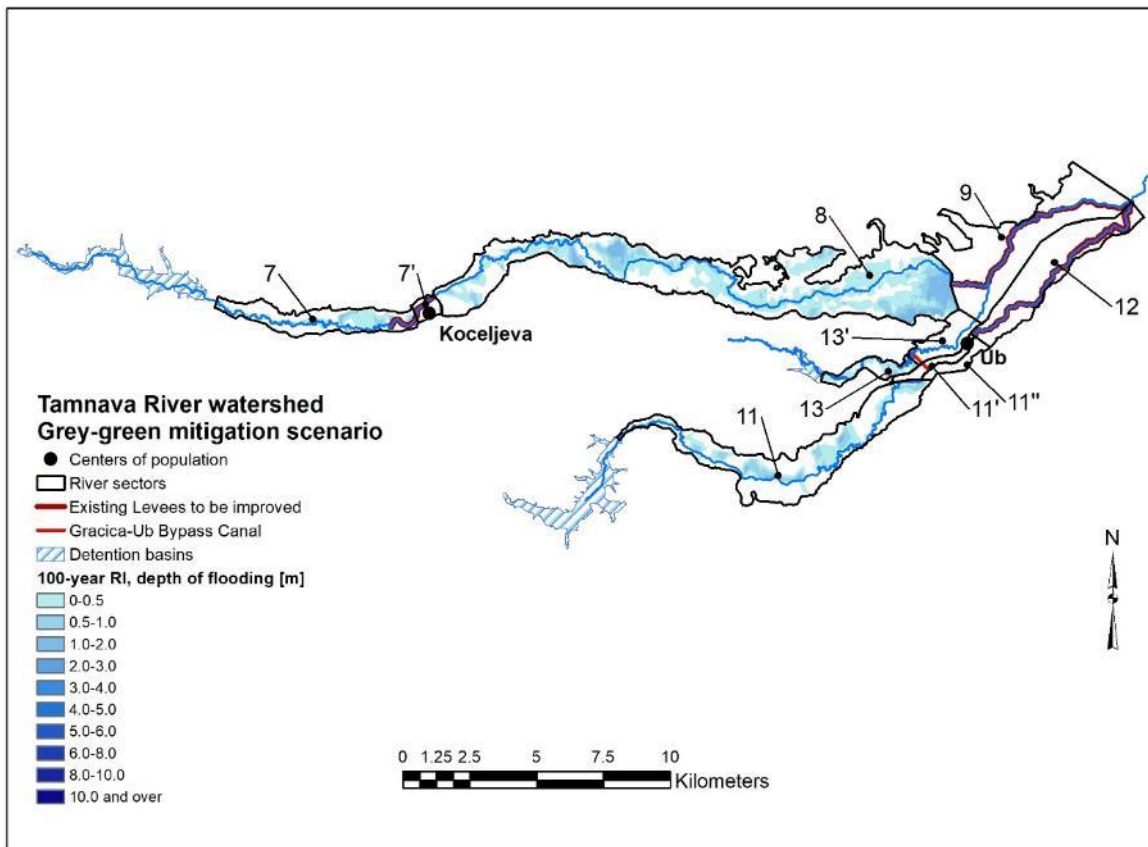 9
8
7
7'
12
Koceljeva
13'
Ub
13
11'
11"
11
Tamnava River watershed
Grey-green mitigation scenario
Centers of population
River sectors
Existing Levees to be improved
Gracica-Ub Bypass Canal
Detention basins
100-year RI, depth of flooding [m]
0-0.5
0.5-1.0
1.0-2.0
2.0-3.0
3.0-4.0
4.0-5.0
5.0-6.0
6.0-8.0
8.0-10.0
10.0 and over
N
0 1.25 2.5 5 7.5 10
Kilometers